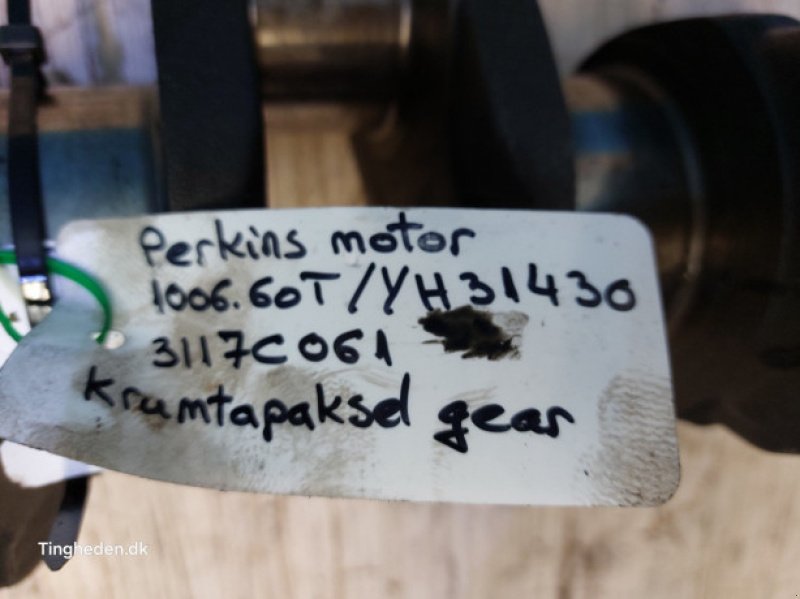 Perkins motor
1006.60T/YH31430
3117C061
Krumtapaksel gear
Tingheden.dk